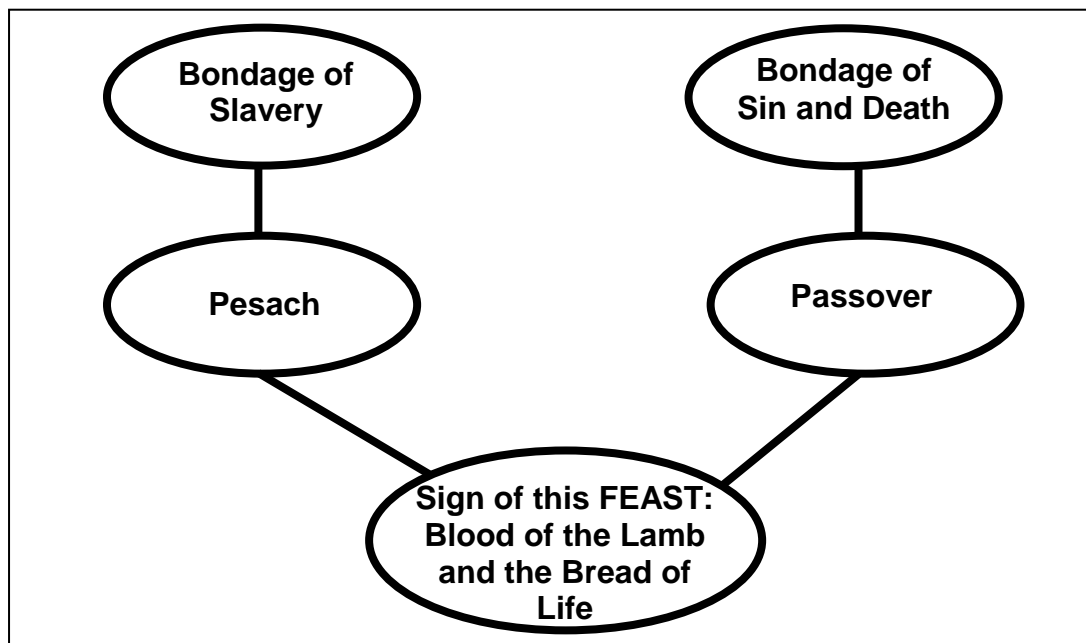 Bondage of
Slavery
Bondage of
Sin and Death
Pesach
Passover
Sign of this FEAST:
Blood of the Lamb
and the Bread of
Life